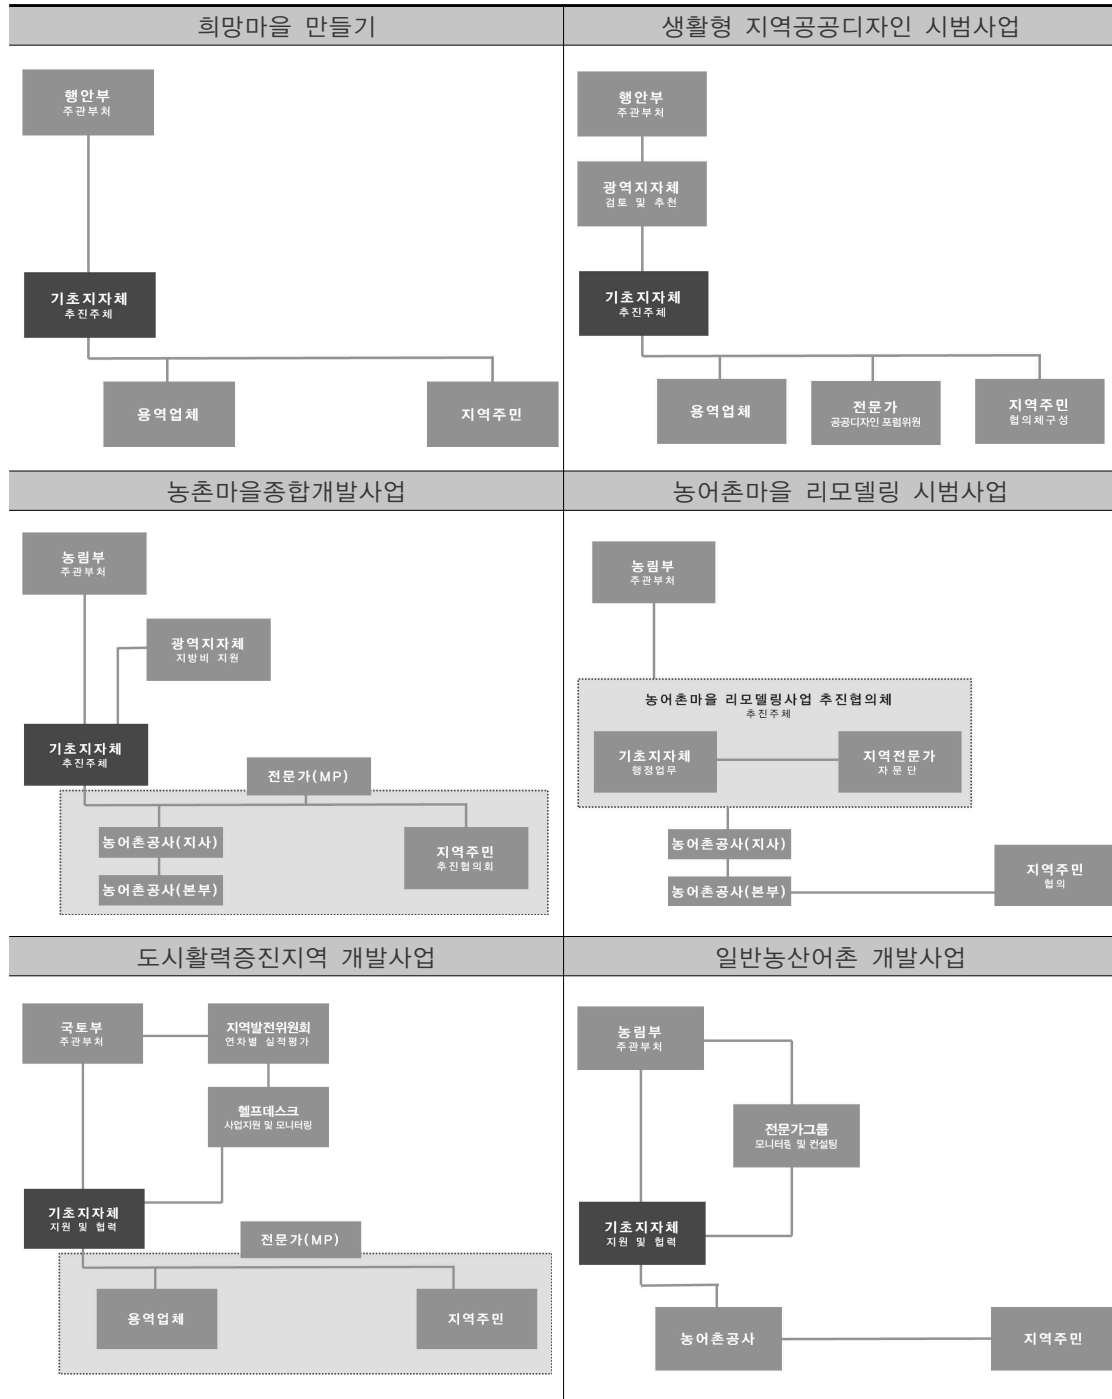 희망마을 만들기
행안부
주관부처
기초지자체
추진주체
용역업체
지역주민
생활형 지역공공디자인 시범사업
행안부
주관부처
광역지자체
검토 및 추천
기초지자체
추진주체
용역업체
전문가
공공디자인 포럼위원
지역주민
협의체구성
농촌마을종합개발사업
농림부
주관부처
광역지자체
지방비 지원
기초지자체
추진주체
전문가(MP)
농어촌공사(지사)
농어촌공사(본부)
지역주민
추진협의회
농어촌마을 리모델링 시범사업
농림부
주관부처
농어촌마을 리모델링사업 추진협의체
추진주체
기초지자체
행정업무
지역전문가
자문단
농어촌공사(지사)
농어촌공사(본부)
지역주민
협의
도시활력증진지역 개발사업
국토부
주관부처
지역발전위원회
연차별 실적평가
헬프데스크
사업지원 및 모니터링
기초지자체
지원 및 협력
전문가(MP)
용역업체
지역주민
일반농산어촌 개발사업
농림부
주관부처
전문가그룹
모니터링 및 컨설팅
기초지자체
지원 및 협력
농어촌공사
지역주민